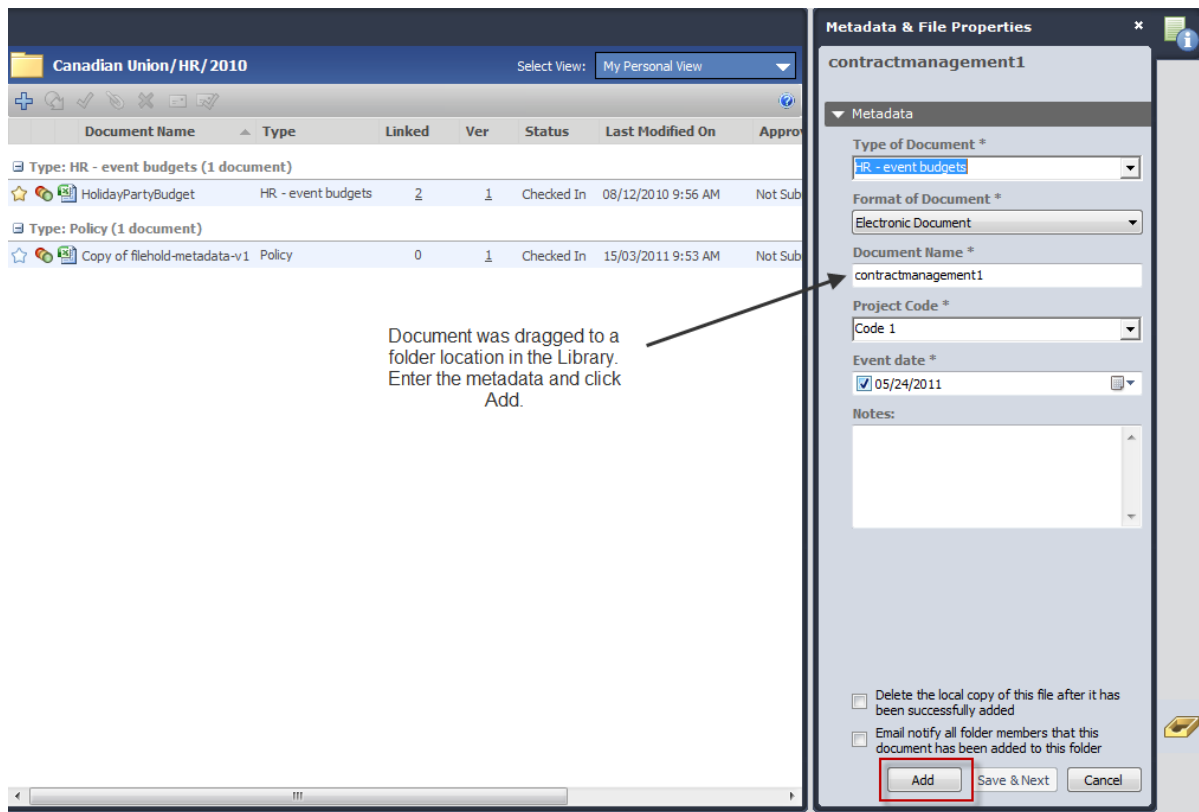 Canadian Union/HR/2010 Select View: My Personal View
Document Name Type Linked Ver Status Last Modified On Approv
Type: HR - event budgets (1 document)
HolidayPartyBudget HR - event budgets 2 1 Checked In 08/12/2010 9:56 AM Not Sub
Type: Policy (1 document)
Copy of filehold-metadata-v1 Policy 0 1 Checked In 15/03/2011 9:53 AM Not Sub
Document was dragged to a
folder location in the Library.
Enter the metadata and click
Add.
Metadata & File Properties
contractmanagement1
Metadata
Type of Document *
HR - event budgets
Format of Document *
Electronic Document
Document Name *
contractmanagement1
Project Code *
Code 1
Event date *
05/24/2011
Notes:
Delete the local copy of this file after it has
been successfully added
Email notify all folder members that this
document has been added to this folder
Add Save & Next Cancel